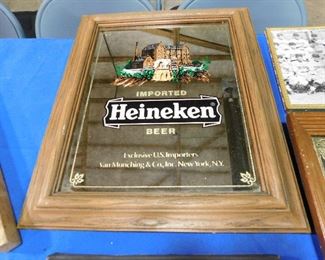 IMPORTED
Heineken
BEER
Exclusive U.S. Importers
Van Munching & Co., Inc. New York, N.Y.